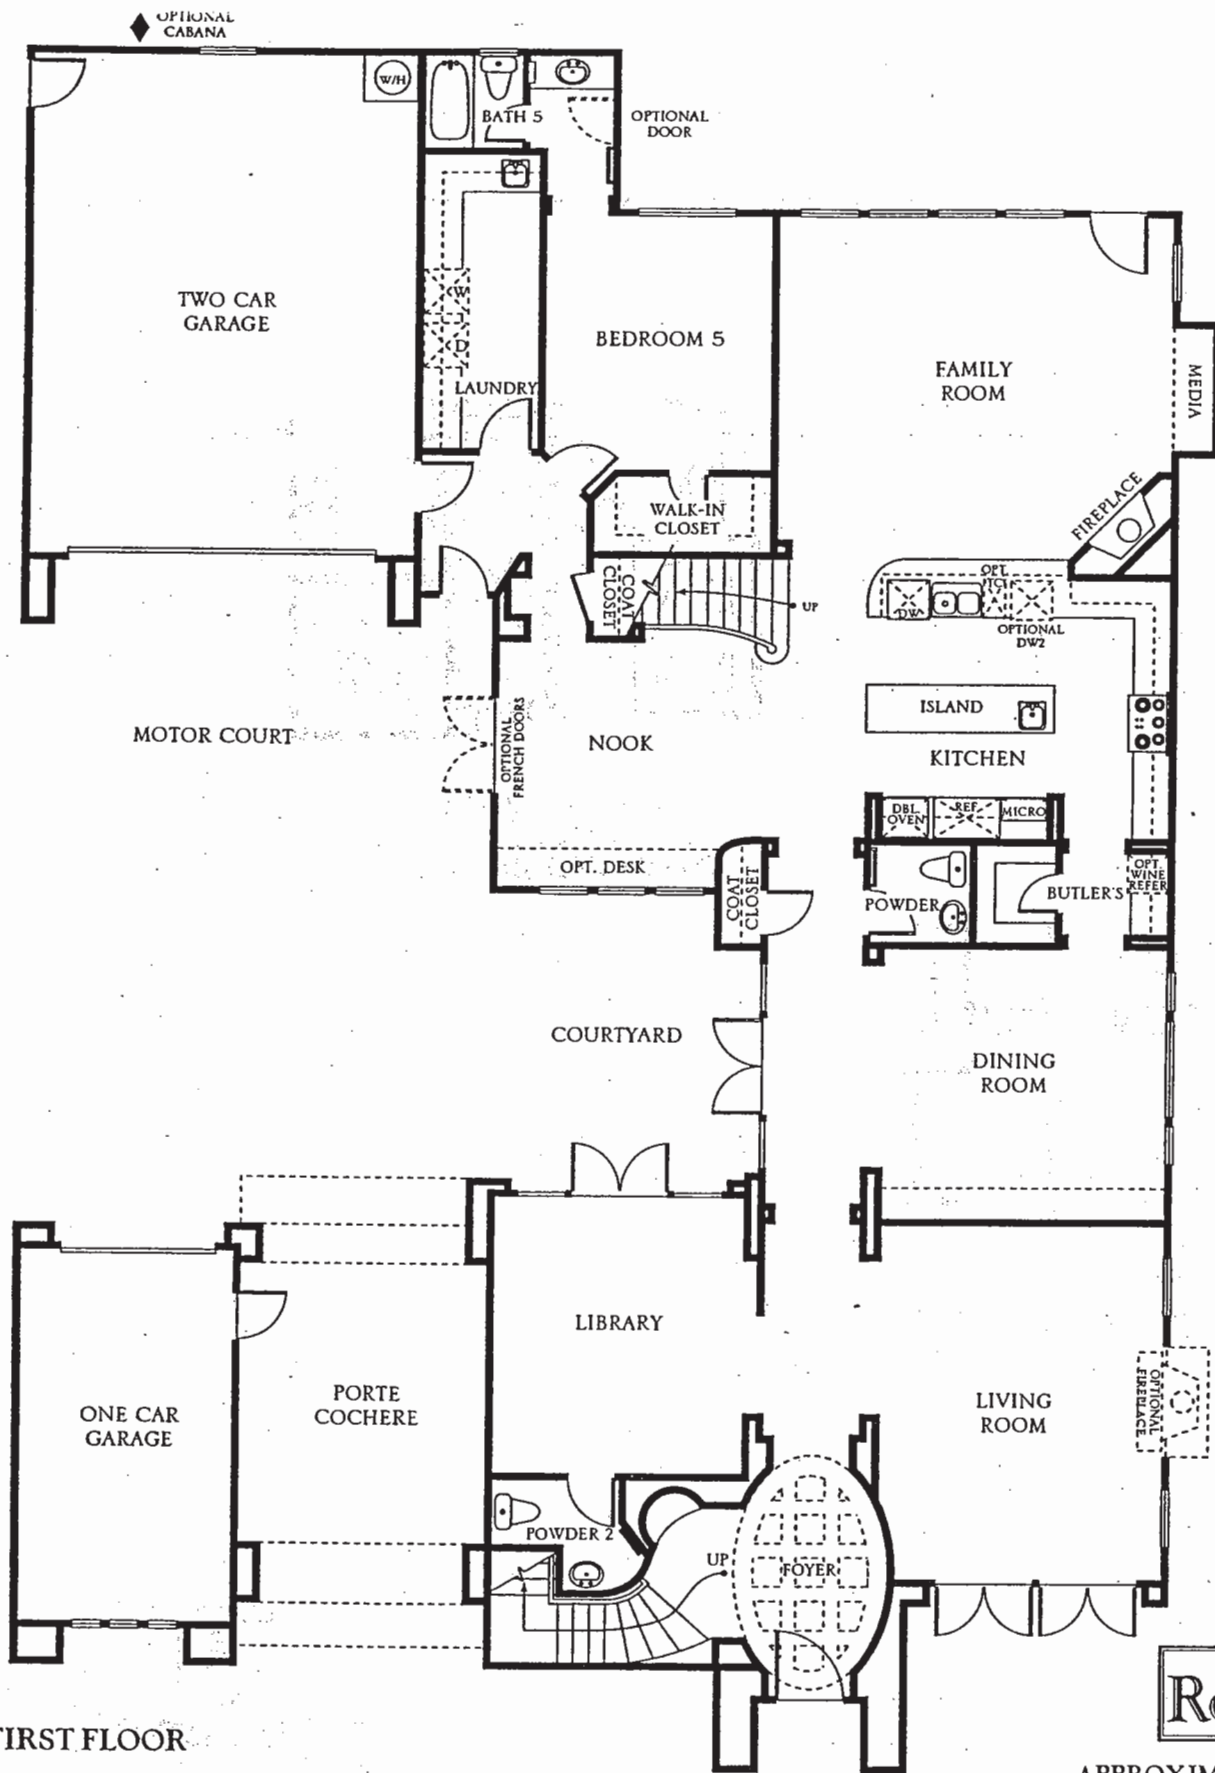 OPTIONAL
CABANA
W/H
BATH 5
OPTIONAL
DOOR
TWO CAR
GARAGE
W
D
LAUNDRY
BEDROOM 5
FAMILY
ROOM
MEDIA
FIREPLACE
WALK-IN
CLOSET
COAT
CLOSET
UP
DW
OPT.
TC
OPTIONAL
DW2
MOTOR COURT
OPTIONAL
FRENCH DOORS
NOOK
ISLAND
KITCHEN
DBL.
OVEN
REF.
MICRO
OPT. DESK
COAT
CLOSET
POWDER
BUTLER'S
OPT.
WINE
REFER
COURTYARD
DINING
ROOM
LIBRARY
ONE CAR
GARAGE
PORTE
COCHERE
LIVING
ROOM
OPTIONAL
FIREPLACE
POWDER 2
UP
FOYER
FIRST FLOOR